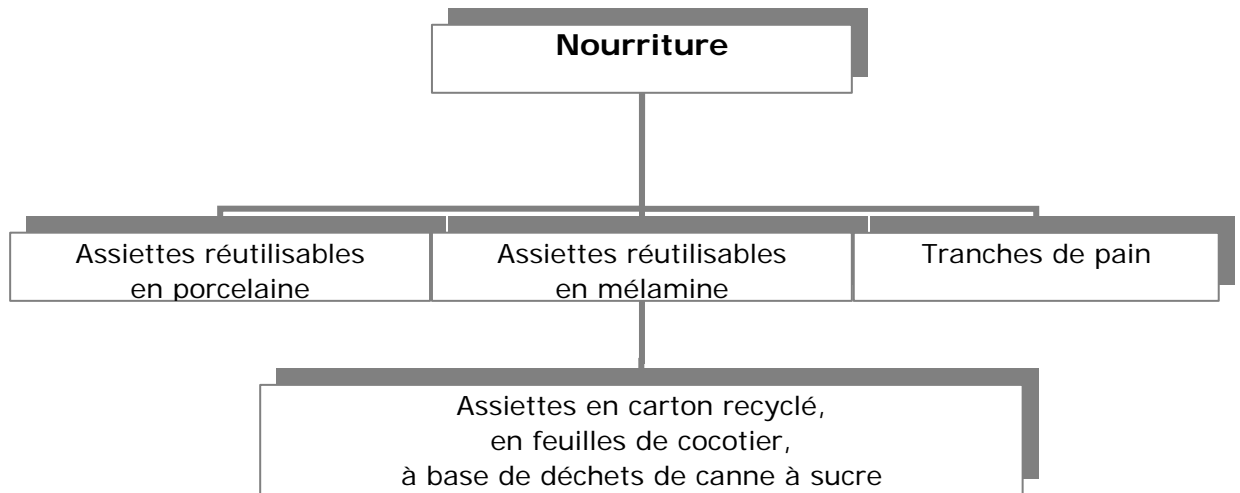 Nourriture
Assiettes réutilisables
en porcelaine
Assiettes réutilisables
en mélamine
Tranches de pain
Assiettes en carton recyclé,
en feuilles de cocotier,
à base de déchets de canne à sucre